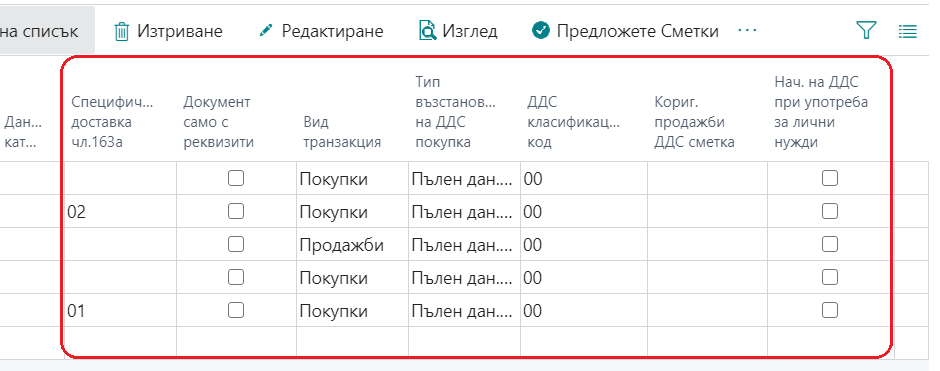 на списък Изтриване Редактиране Изглед Предложете Сметки ...
Дан...
кат...
Специфич...
доставка
чл.163а
Документ
само с
реквизити
Вид
транзакция
Тип
възстанов...
на ДДС
покупка
ДДС
класификац...
код
Кориг.
продажби
ДДС сметка
Нач. на ДДС
при употреба
за лични
нужди
Покупки Пълен дан.... 00
02 Покупки Пълен дан.... 00
Продажби Пълен дан.... 00
Покупки Пълен дан.... 00
01 Покупки Пълен дан.... 00